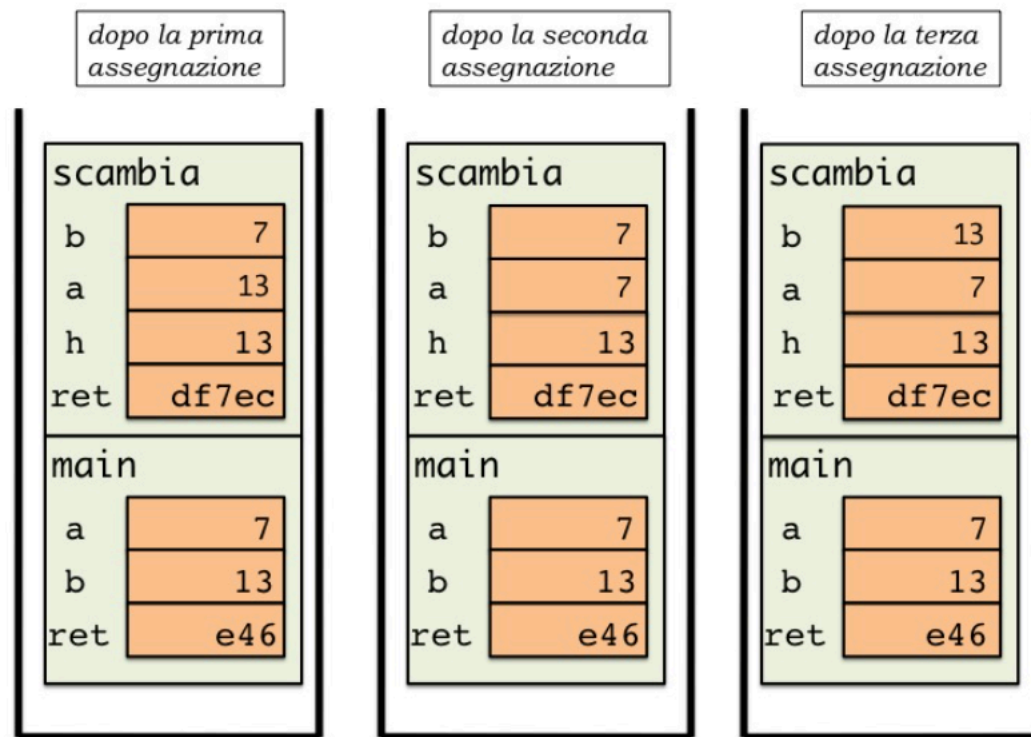 dopo la prima
assegnazione
dopo la seconda
assegnazione
dopo la terza
assegnazione
scambia
b 7
a 13
h 13
ret df7ec
main
a 7
b 13
ret e46
scambia
b 7
a 7
h 13
ret df7ec
main
a 7
b 13
ret e46
scambia
b 13
a 7
h 13
ret df7ec
main
a 7
b 13
ret e46